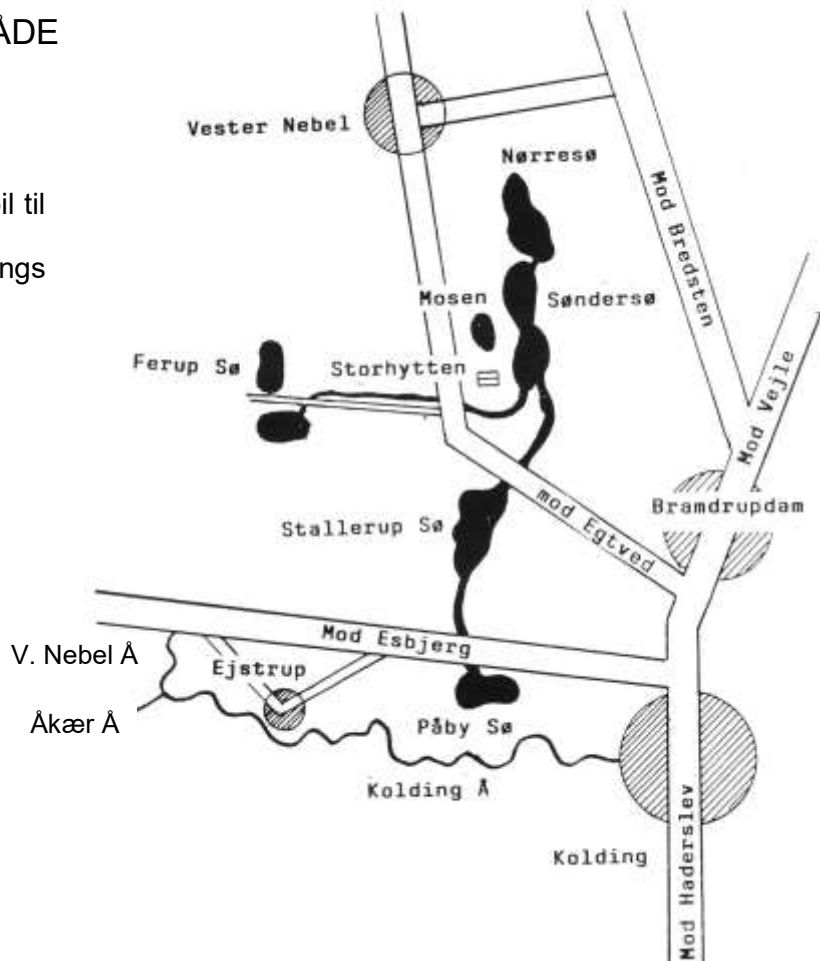 ÅDE
Vester Nebel
Nørresø
il til
Mod Bredsten
ngs
Mosen
Søndersø
Ferup Sø
Storhytten
Mod Vejle
Bramdrupdam
mod Egtved
Stallerup Sø
Mod Esbjerg
V. Nebel Å
Ejstrup
Åkær Å
Påby Sø
Kolding Å
Kolding
Mod Haderslev